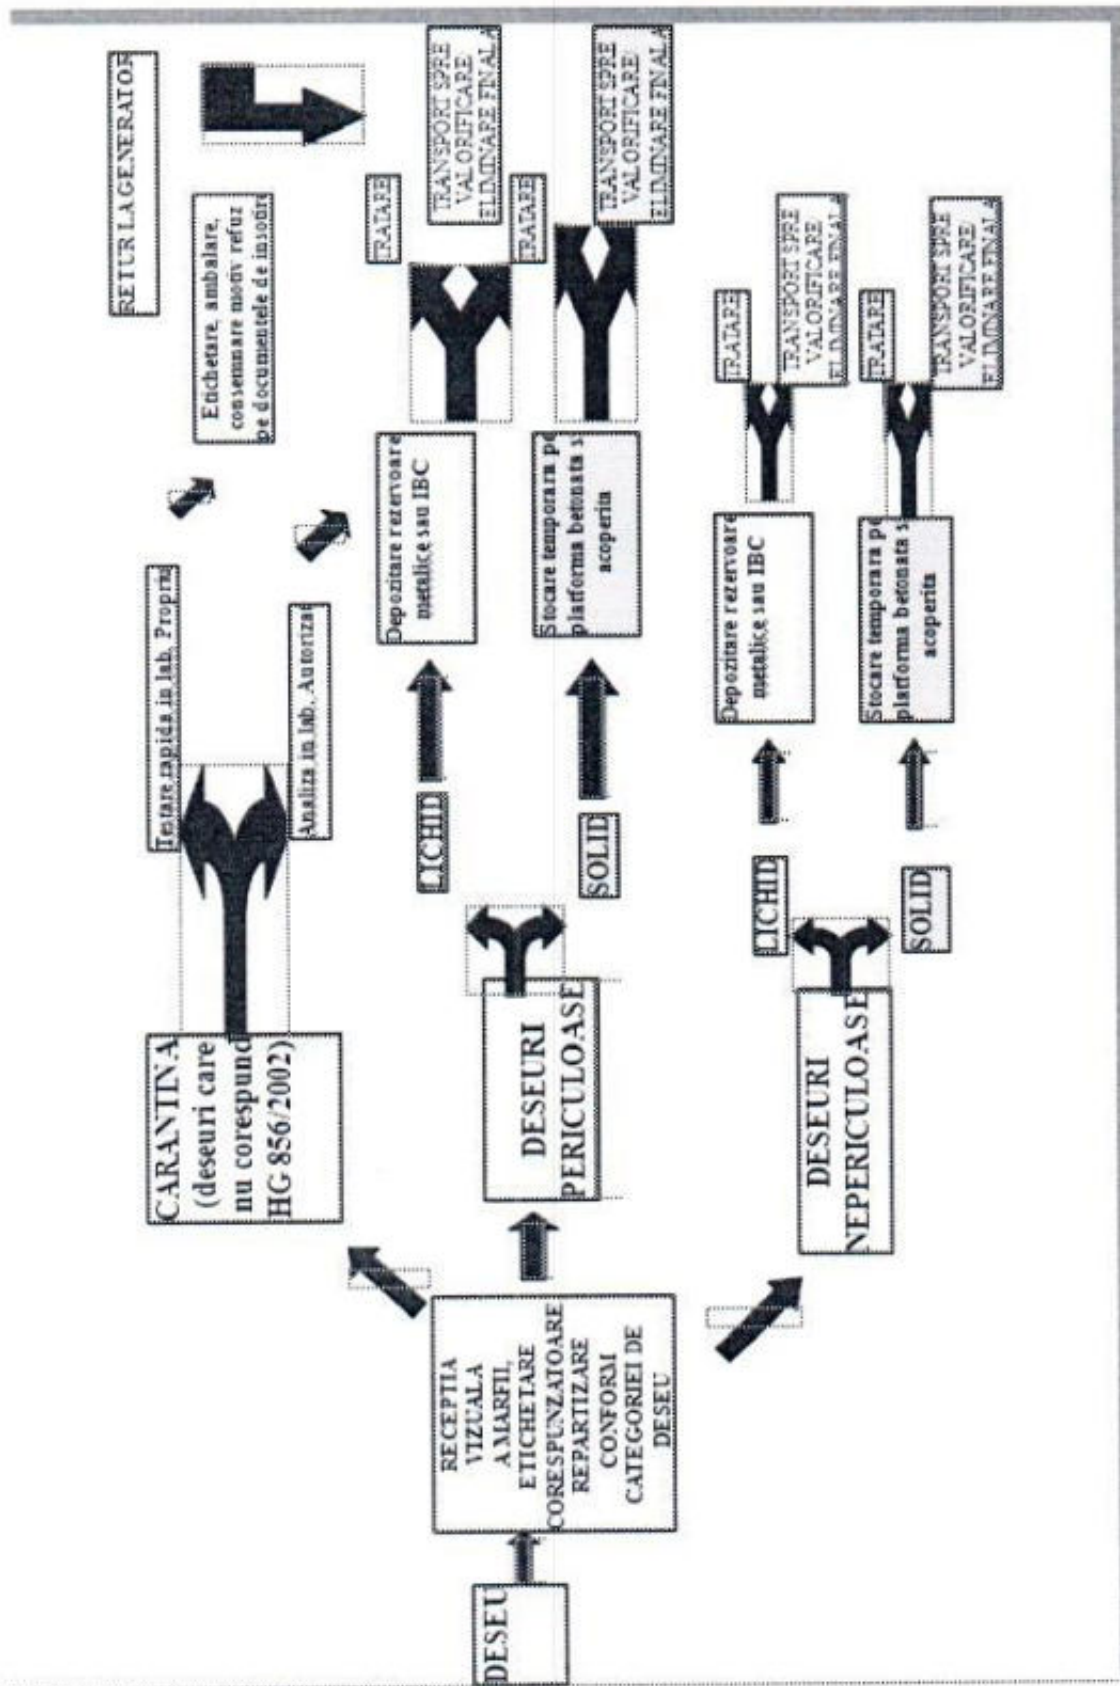 DESEU
RECEPTIA
VIZUALA
A MARFII,
ETICHETARE
CORESPUNZATOARE
REPARTIZARE
CONFORM
CATEGORIEI DE
DESEU
CARANTINA
(deseuri care
nu corespund
HG 856/2002)
Testare rapida in lab. Propriu
Analiza in lab. Autorizat
Etichetare, ambalare,
consemnare motiv refuz
pe documentele de insotire
RETUR LA GENERATOR
DESEURI
PERICULOASE
LICHID
Depozitare rezervoare
metalice sau IBC
TRATARE
TRANSPORT SPRE
VALORIFICARE/
ELIMINARE FINALA
SOLID
Stocare temporara pe
platforma betonata s
acoperita
TRATARE
TRANSPORT SPRE
VALORIFICARE/
ELIMINARE FINALA
DESEURI
NEPERICULOASE
LICHID
Depozitare rezervoare
metalice sau IBC
TRATARE
TRANSPORT SPRE
VALORIFICARE/
ELIMINARE FINALA
SOLID
Stocare temporara pe
platforma betonata s
acoperita
TRATARE
TRANSPORT SPRE
VALORIFICARE/
ELIMINARE FINALA